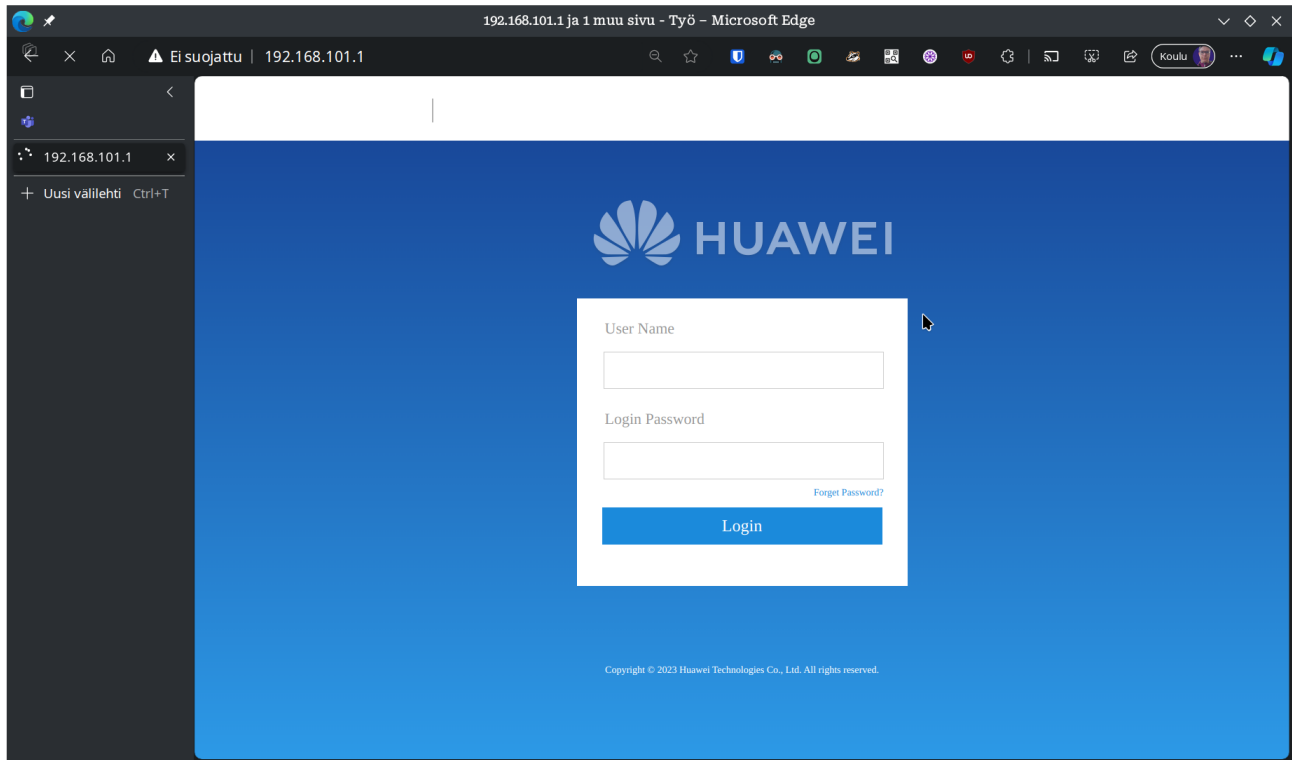 192.168.101.1 ja 1 muu sivu - Työ – Microsoft Edge
Ei suojattu | 192.168.101.1
Koulu
192.168.101.1
Uusi välilehti Ctrl+T
HUAWEI
User Name
Login Password
Forget Password?
Login
Copyright © 2023 Huawei Technologies Co., Ltd. All rights reserved.